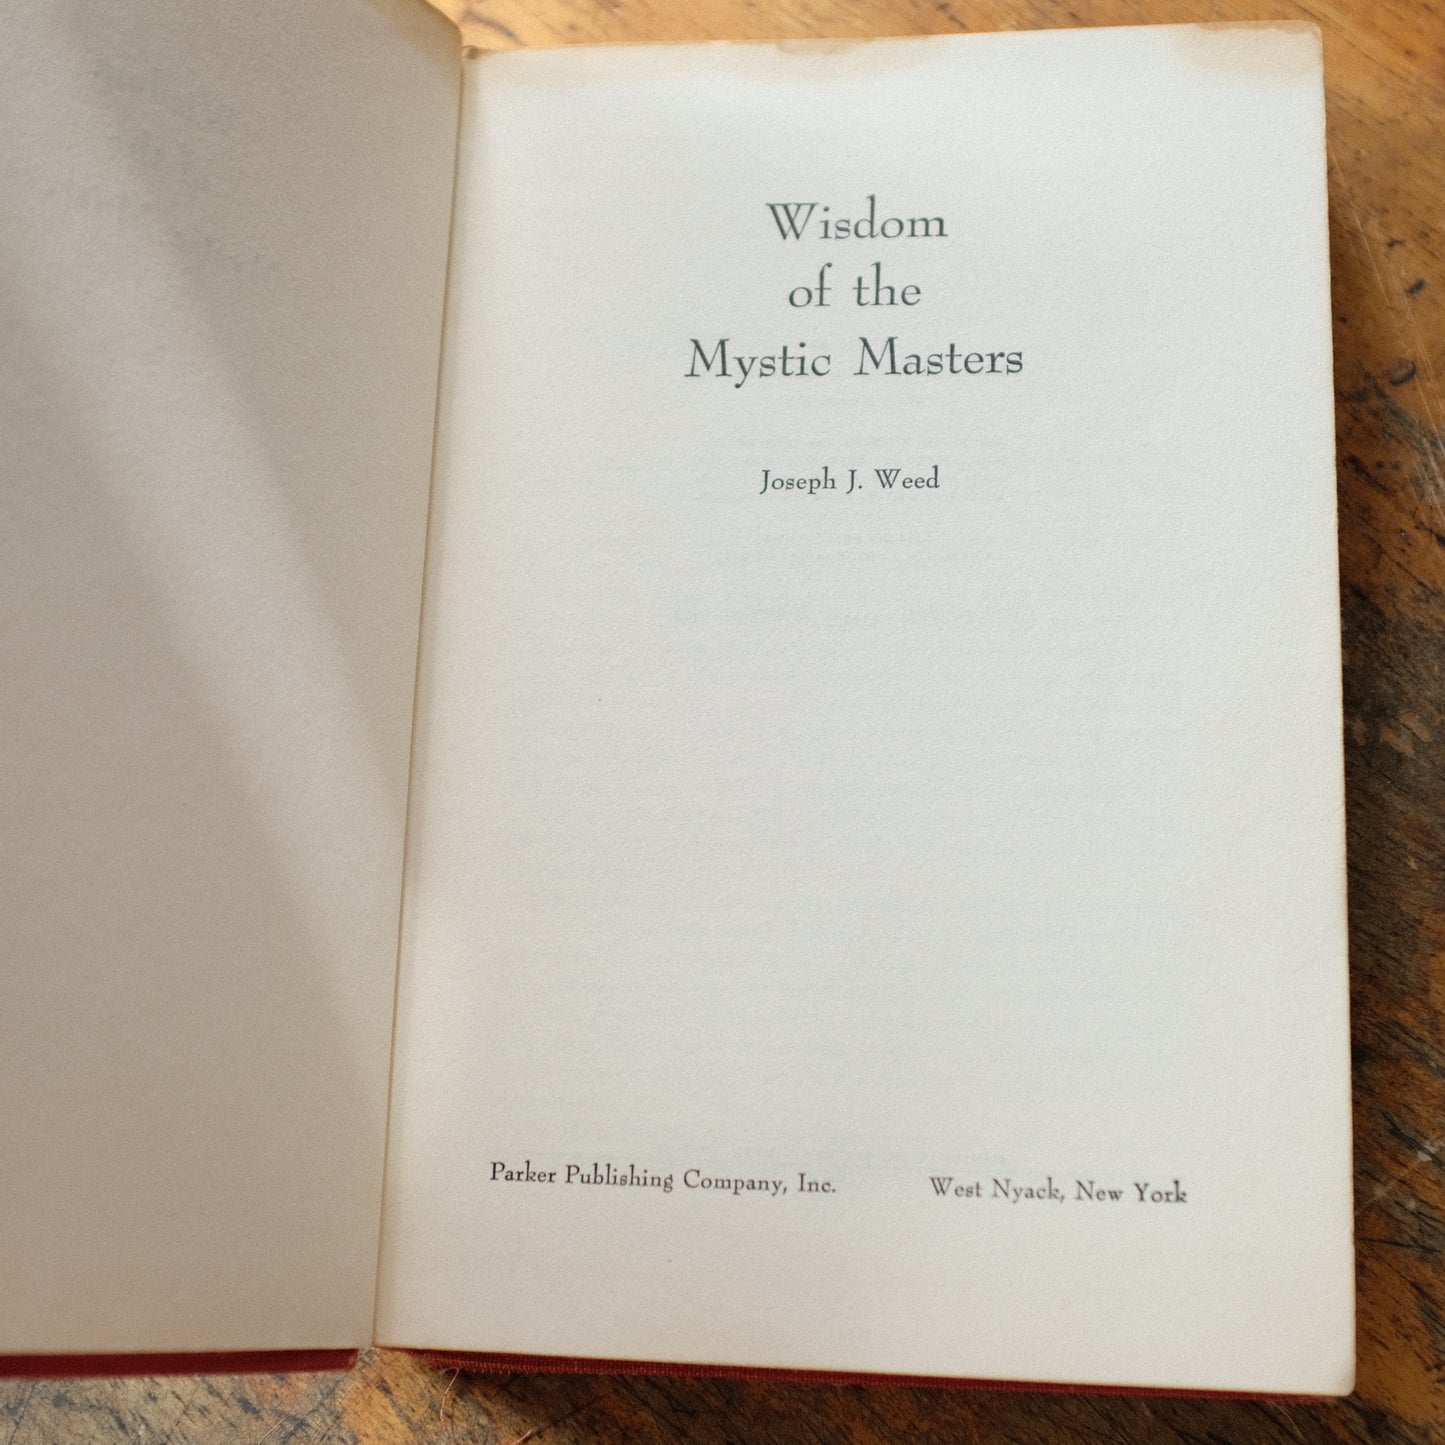 Wisdom
of the
Mystic Masters
Joseph J. Weed
Parker Publishing Company, Inc. West Nyack, New York